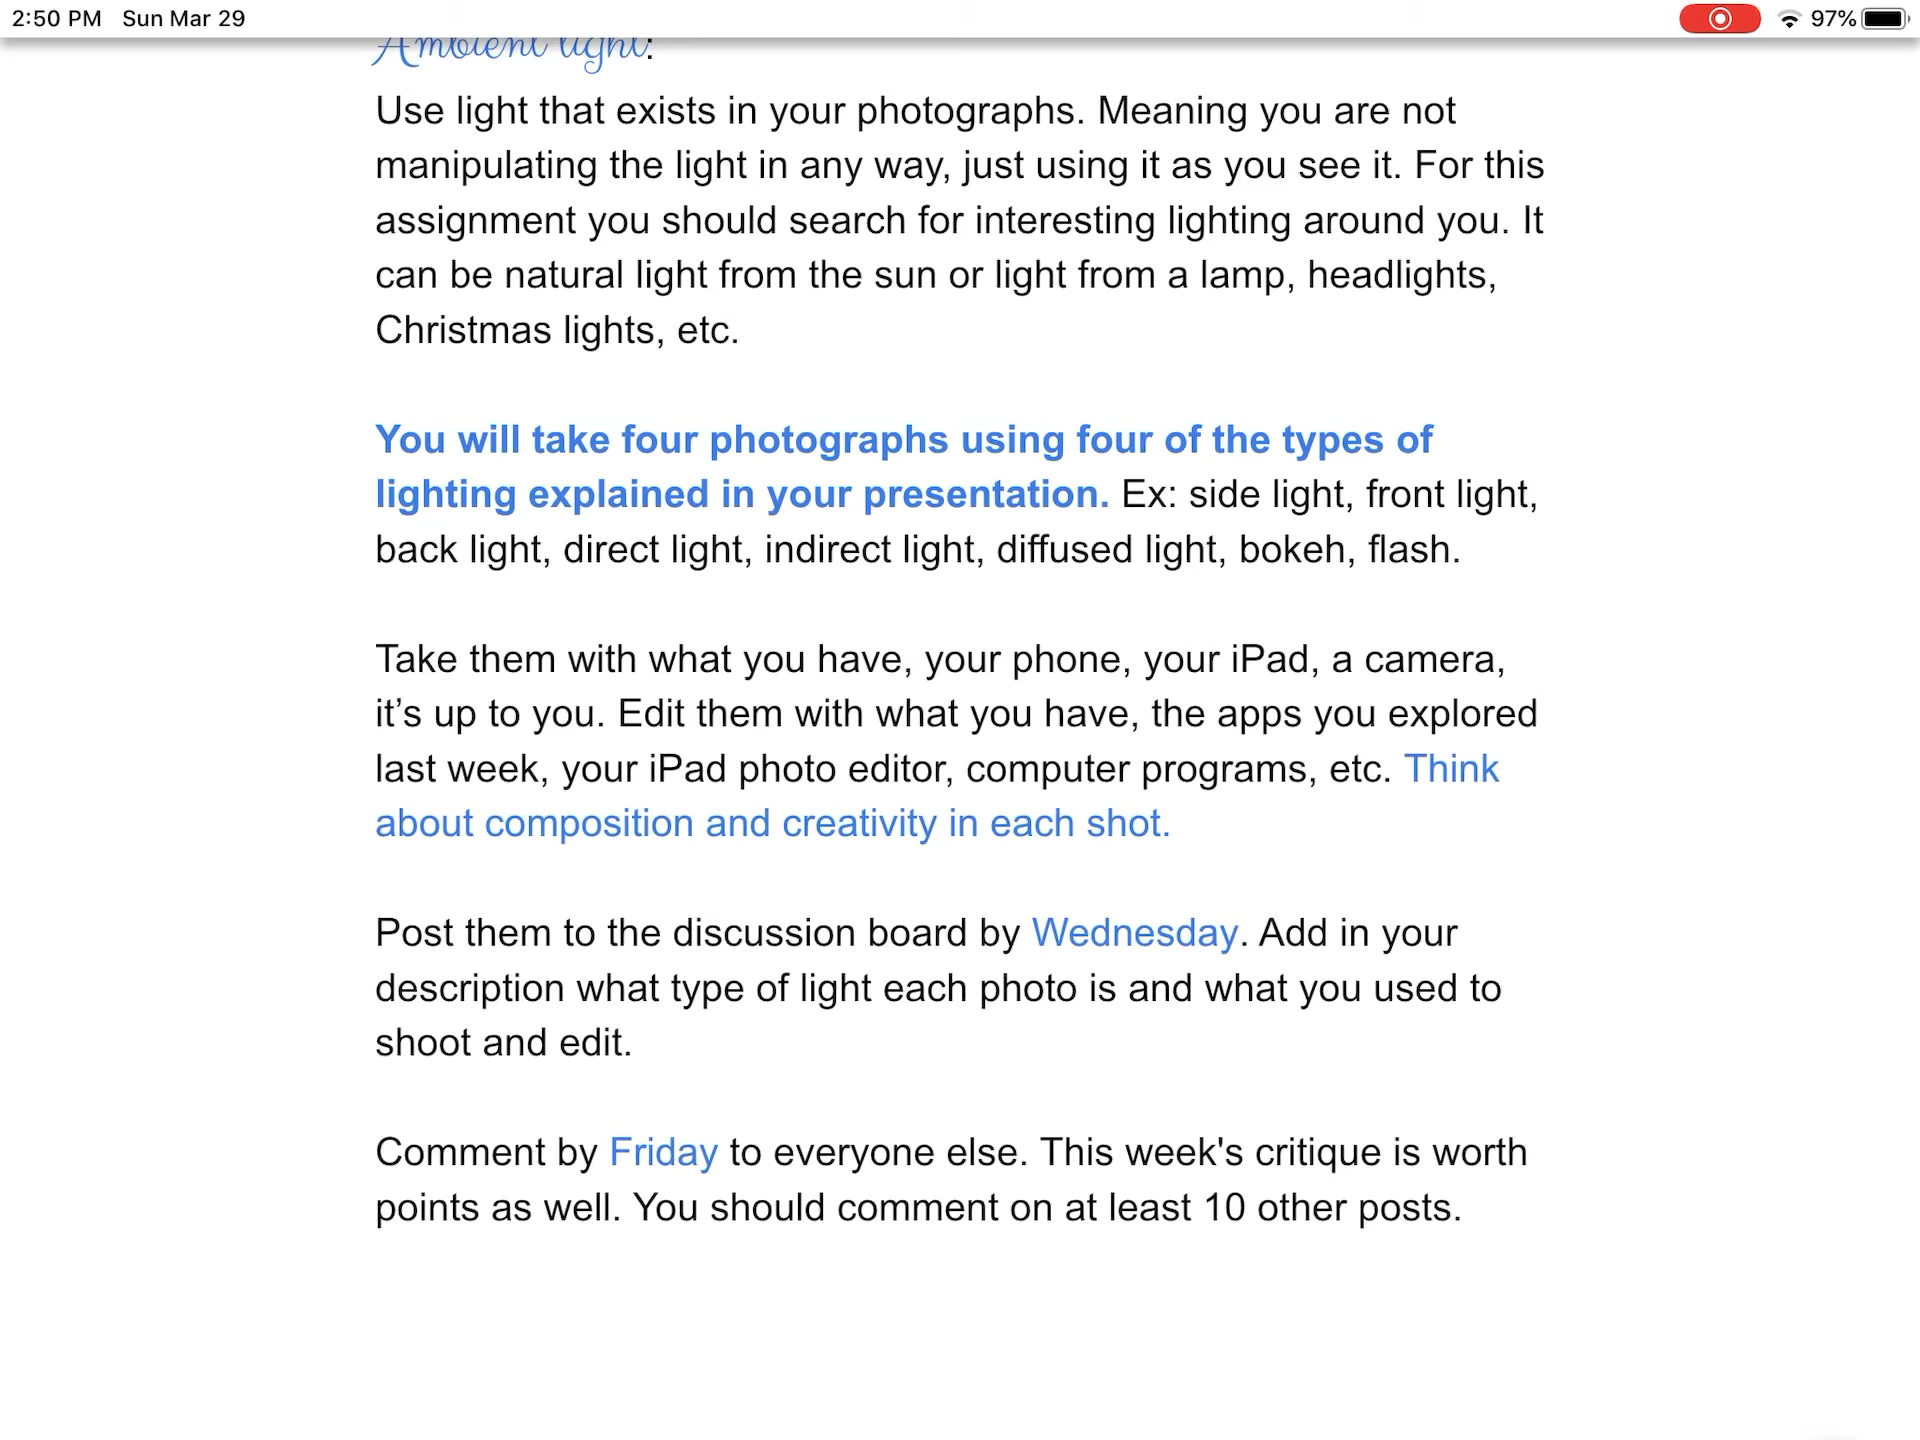 2:50 PM Sun Mar 29
97%
Ambient light:
Use light that exists in your photographs. Meaning you are not
manipulating the light in any way, just using it as you see it. For this
assignment you should search for interesting lighting around you. It
can be natural light from the sun or light from a lamp, headlights,
Christmas lights, etc.
You will take four photographs using four of the types of
lighting explained in your presentation. Ex: side light, front light,
back light, direct light, indirect light, diffused light, bokeh, flash.
Take them with what you have, your phone, your iPad, a camera,
it’s up to you. Edit them with what you have, the apps you explored
last week, your iPad photo editor, computer programs, etc. Think
about composition and creativity in each shot.
Post them to the discussion board by Wednesday. Add in your
description what type of light each photo is and what you used to
shoot and edit.
Comment by Friday to everyone else. This week's critique is worth
points as well. You should comment on at least 10 other posts.